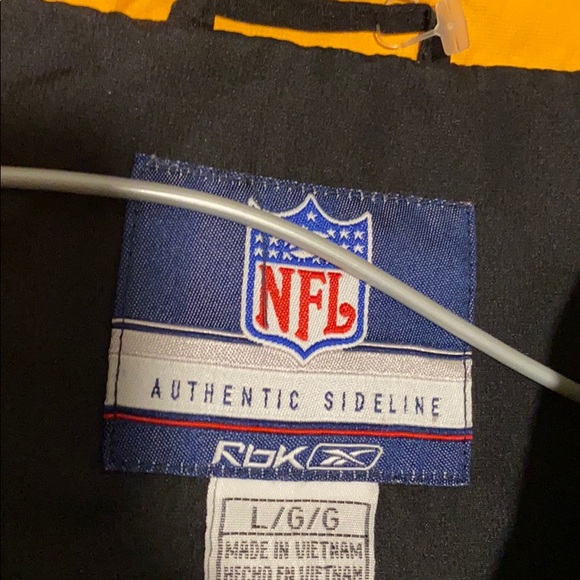 NFL
AUTHENTIC SIDELINE
Rbk
L/G/G
MADE IN VIETNAM
HECHO EN VIETNAM